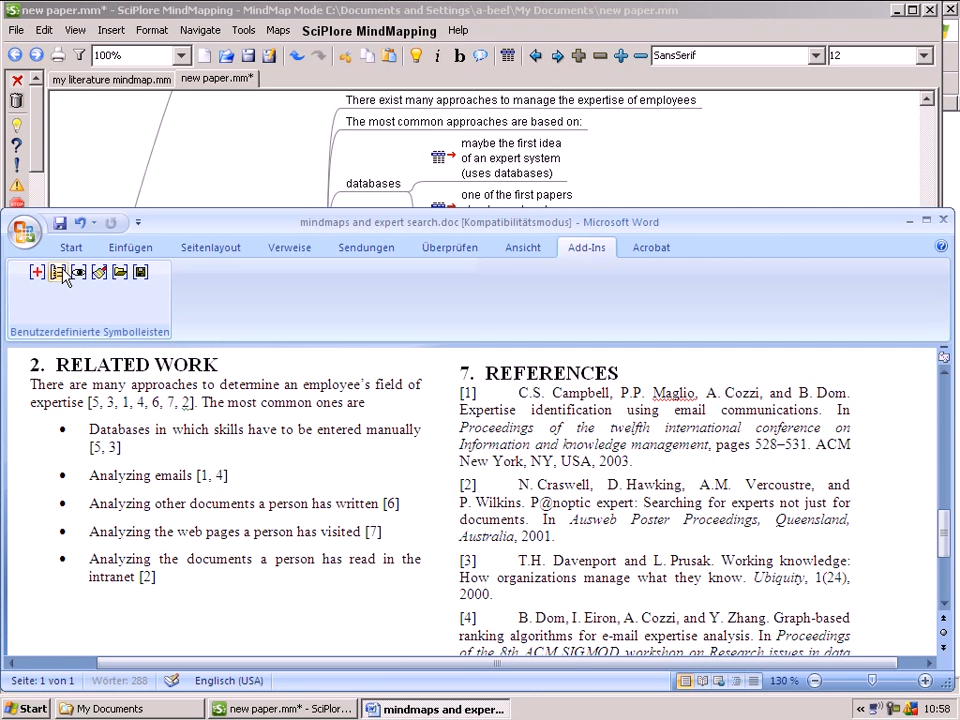 new paper.mm* - SciPlore MindMapping - MindMap Mode C:\Documents and Settings\a-beel\My Documents\new paper.mm
File Edit View Insert Format Navigate Tools Maps SciPlore MindMapping Help
100% i b SansSerif 12
my literature mindmap.mm new paper.mm*
There exist many approaches to manage the expertise of employees
The most common approaches are based on:
maybe the first idea
of an expert system
(uses databases)
databases
one of the first papers
mindmaps and expert search.doc [Kompatibilitätsmodus] - Microsoft Word
Start Einfügen Seitenlayout Verweise Sendungen Überprüfen Ansicht Add-Ins Acrobat
Benutzerdefinierte Symbolleisten
2. RELATED WORK
There are many approaches to determine an employee's field of
expertise [5, 3, 1, 4, 6, 7, 2]. The most common ones are
• Databases in which skills have to be entered manually
[5, 3]
• Analyzing emails [1, 4]
• Analyzing other documents a person has written [6]
• Analyzing the web pages a person has visited [7]
• Analyzing the documents a person has read in the
intranet [2]
7. REFERENCES
[1] C.S. Campbell, P.P. Maglio, A. Cozzi, and B. Dom.
Expertise identification using email communications. In
Proceedings of the twelfth international conference on
Information and knowledge management, pages 528–531. ACM
New York, NY, USA, 2003.
[2] N. Craswell, D. Hawking, A.M. Vercoustre, and
P. Wilkins. P@noptic expert: Searching for experts not just for
documents. In Ausweb Poster Proceedings, Queensland,
Australia, 2001.
[3] T.H. Davenport and L. Prusak. Working knowledge:
How organizations manage what they know. Ubiquity, 1(24),
2000.
[4] B. Dom, I. Eiron, A. Cozzi, and Y. Zhang. Graph-based
ranking algorithms for e-mail expertise analysis. In Proceedings
of the 8th ACM SIGMOD workshop on Research issues in data
Seite: 1 von 1 Wörter: 288 Englisch (USA) 130 %
Start My Documents new paper.mm* - SciPlor... mindmaps and exper... 10:58